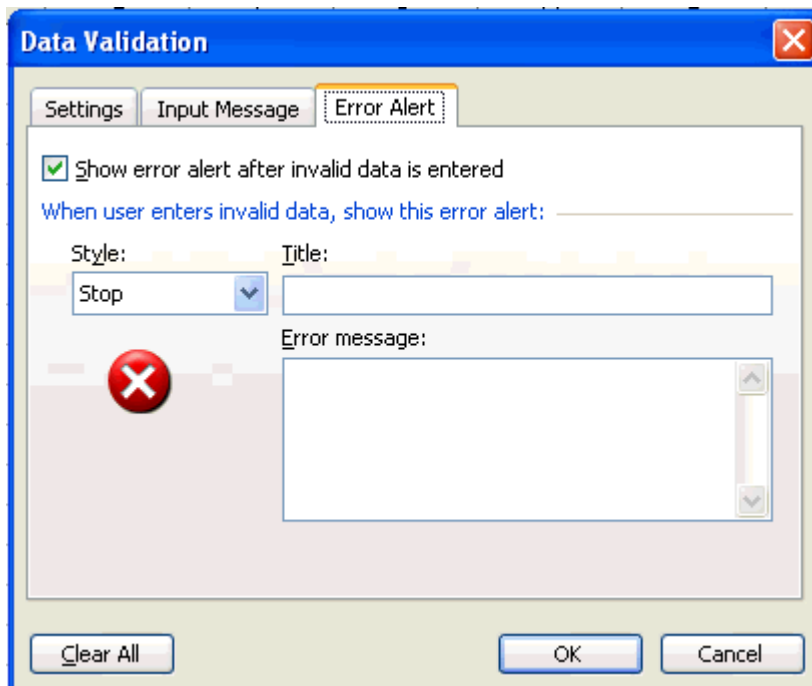 Data Validation
Settings Input Message Error Alert
Show error alert after invalid data is entered
When user enters invalid data, show this error alert:
Style: Title:
Stop
Error message:
Clear All OK Cancel